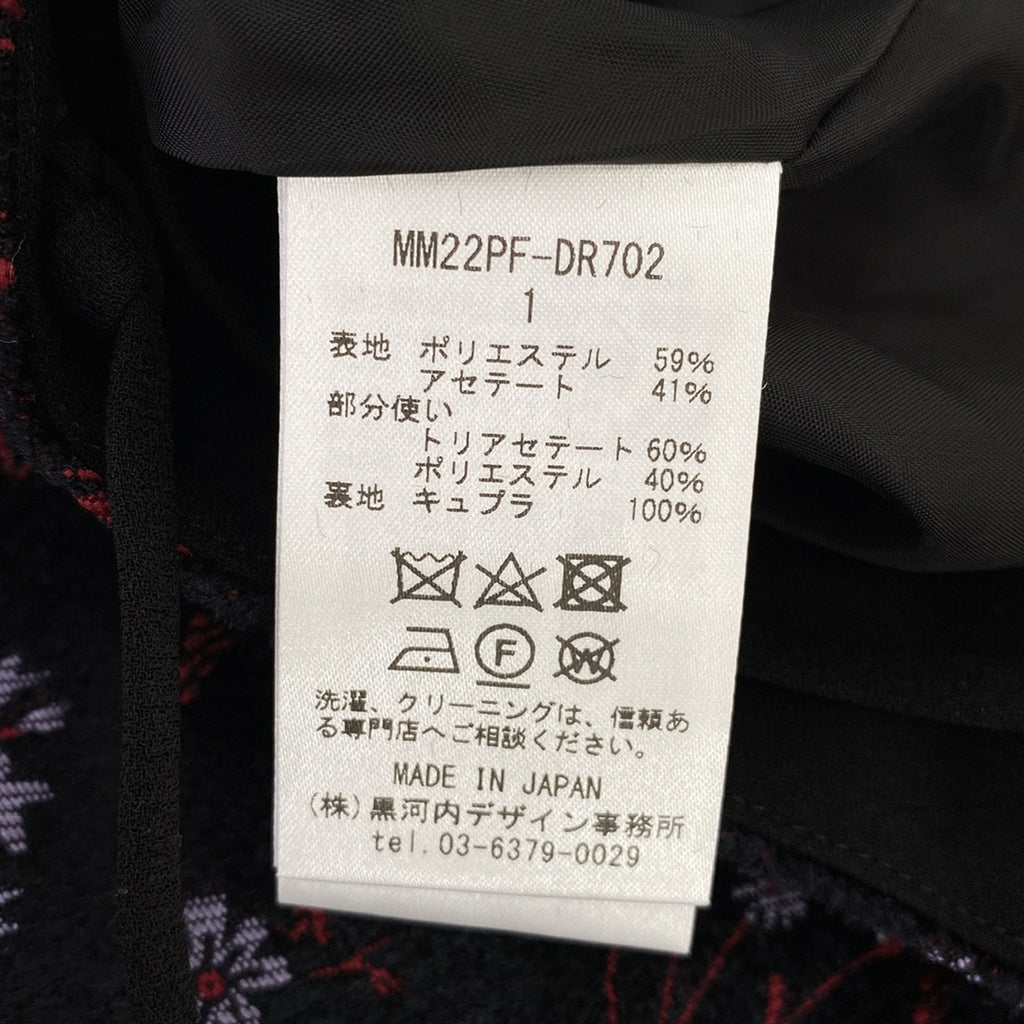 MM22PF-DR702
1
表地 ポリエステル 59%
アセテート 41%
部分使い
トリアセテート 60%
ポリエステル 40%
裏地 キュプラ 100%
F W
洗濯、クリーニングは、信頼あ
る専門店へご相談ください。
MADE IN JAPAN
(株)黒河内デザイン事務所
tel.03-6379-0029